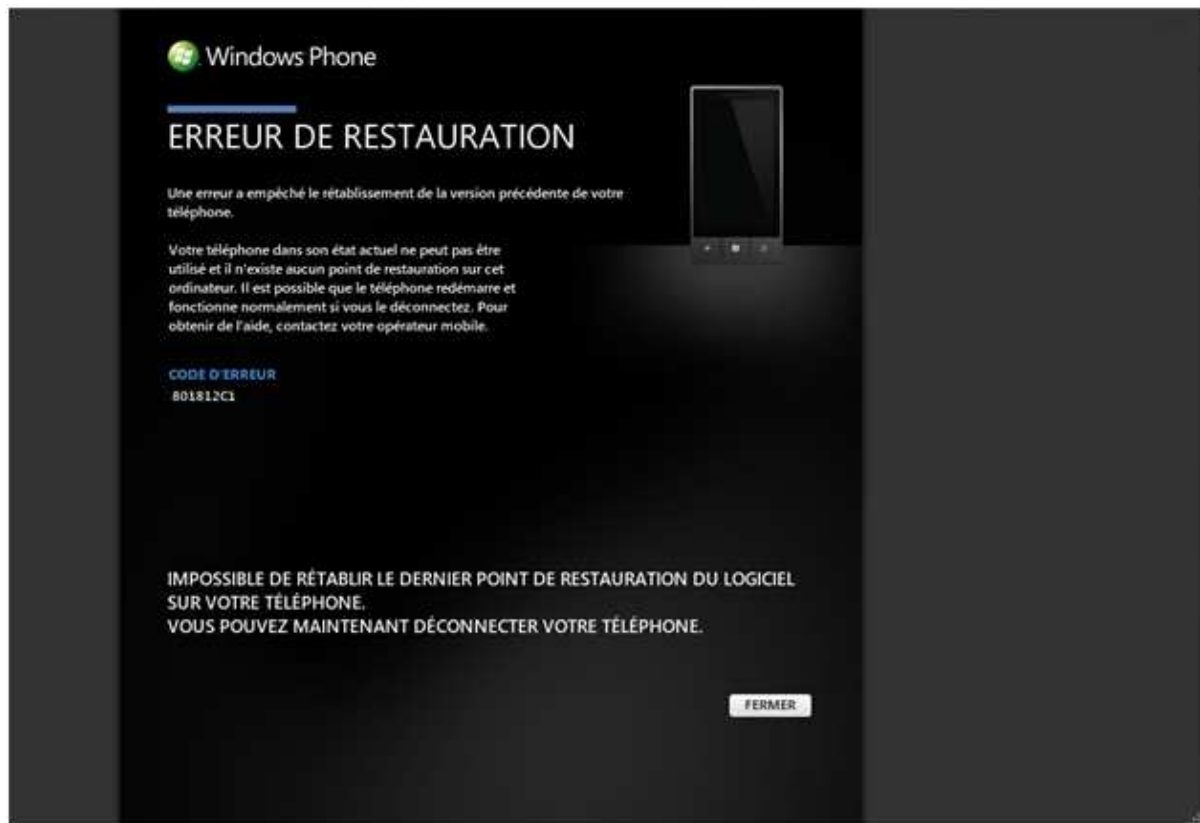 Windows Phone
ERREUR DE RESTAURATION
Une erreur a empéché le rétablissement de la version précédente de votre
téléphone.
Votre téléphone dans son état actuel ne peut pas être
utilisé et il n'existe aucun point de restauration sur cet
ordinateur. Il est possible que le téléphone redémarre et
fonctionne normalement si vous le déconnectez. Pour
obtenir de l'aide, contactez votre opérateur mobile.
CODE D'ERREUR
801812C1
IMPOSSIBLE DE RÉTABLIR LE DERNIER POINT DE RESTAURATION DU LOGICIEL
SUR VOTRE TÉLÉPHONE.
VOUS POUVEZ MAINTENANT DÉCONNECTER VOTRE TÉLÉPHONE.
FERMER